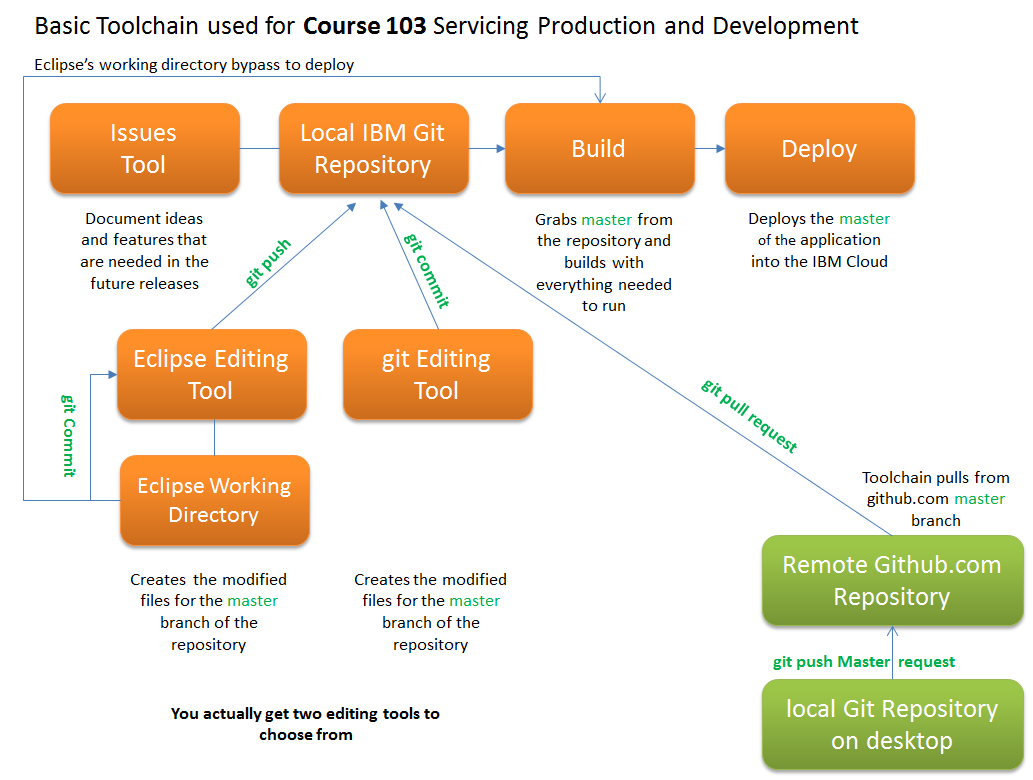 Basic Toolchain used for Course 103 Servicing Production and Development
Eclipse’s working directory bypass to deploy
Issues
Tool
Local IBM Git
Repository
Build
Deploy
Document ideas
and features that
are needed in the
future releases
git push
git commit
Grabs master from
the repository and
builds with
everything needed
to run
Deploys the master
of the application
into the IBM Cloud
Eclipse Editing
Tool
git Editing
Tool
git Commit
git pull request
Eclipse Working
Directory
Toolchain pulls from
github.com master
branch
Remote Github.com
Repository
Creates the modified
files for the master
branch of the
repository
Creates the modified
files for the master
branch of the
repository
git push Master request
local Git Repository
on desktop
You actually get two editing tools to
choose from